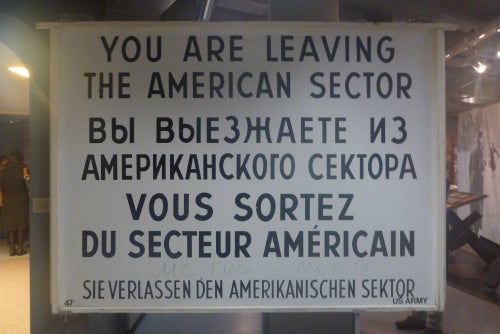 YOU ARE LEAVING
THE AMERICAN SECTOR
ВЫ ВЫЕЗЖАЕТЕ ИЗ
АМЕРИКАНСКОГО СЕКТОРА
VOUS SORTEZ
DU SECTEUR AMÉRICAIN
SIE VERLASSEN DEN AMERIKANISCHEN SEKTOR
47 US ARMY